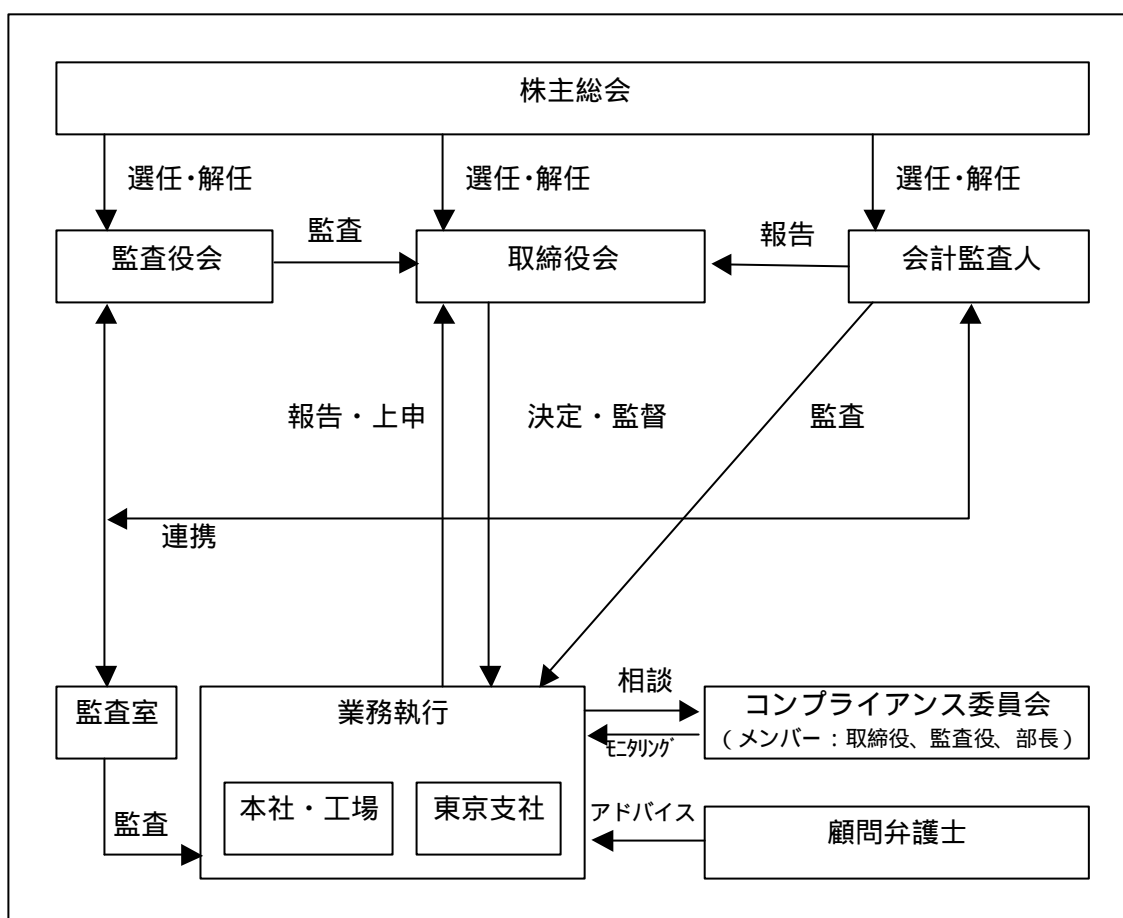 株主総会
選任・解任
選任・解任
選任・解任
監査役会
監査
取締役会
報告
会計監査人
報告・上申
決定・監督
監査
連携
監査室
業務執行
相談
コンプライアンス委員会
（メンバー：取締役、監査役、部長）
ﾓﾆﾀﾘﾝｸﾞ
本社・工場
東京支社
監査
アドバイス
顧問弁護士